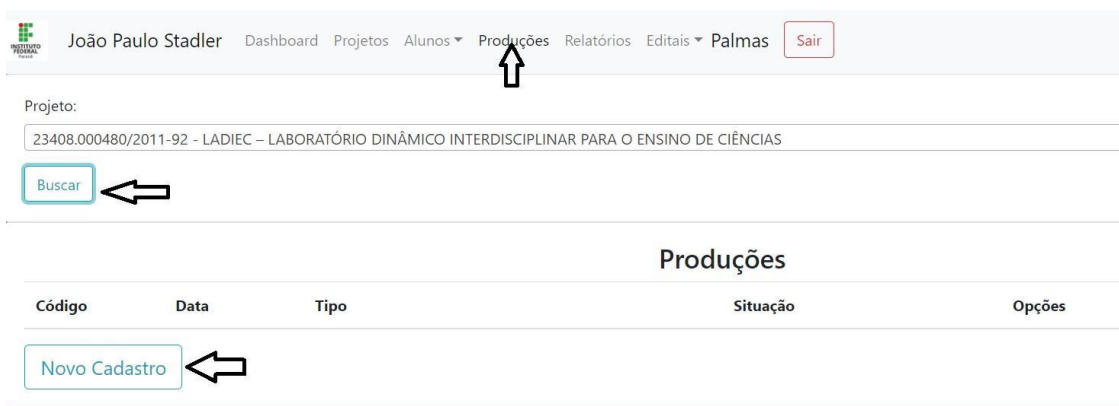 INSTITUTO
FEDERAL
Paraná
João Paulo Stadler Dashboard Projetos Alunos Produções Relatórios Editais Palmas Sair
Projeto:
23408.000480/2011-92 - LADIEC – LABORATÓRIO DINÂMICO INTERDISCIPLINAR PARA O ENSINO DE CIÊNCIAS
Buscar
Produções
Código Data Tipo Situação Opções
Novo Cadastro